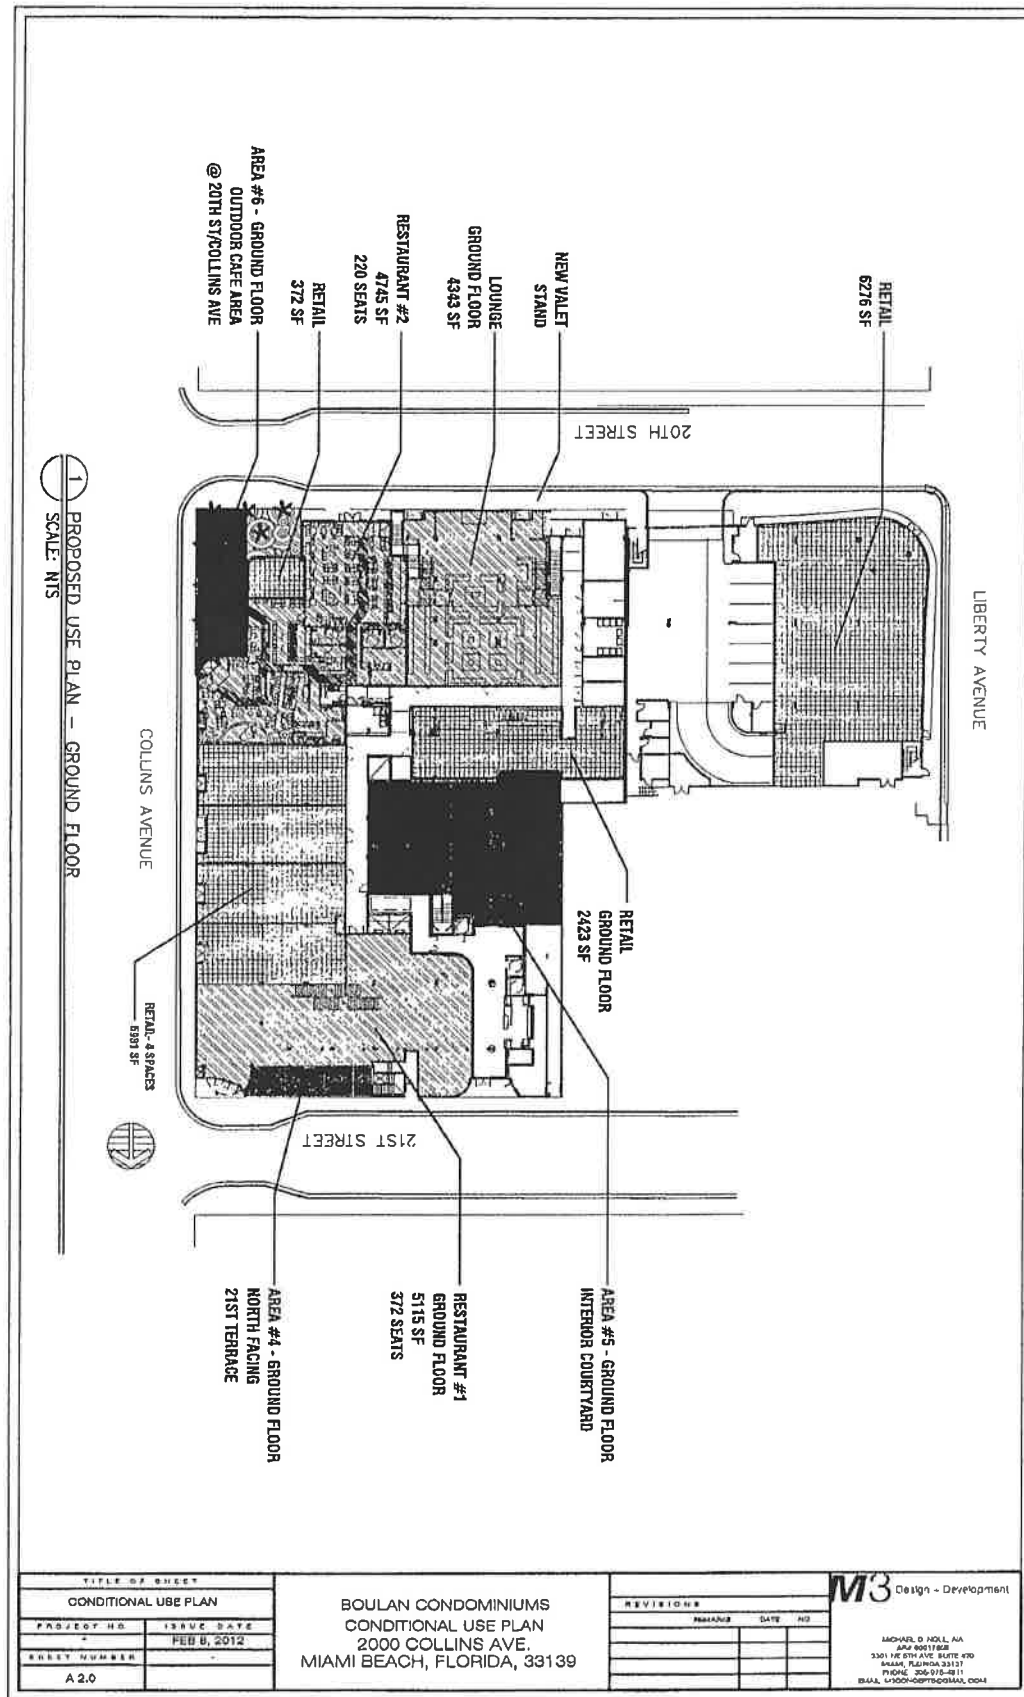 RETAIL
6276 SF
NEW VALET
STAND
LOUNGE
GROUND FLOOR
4343 SF
RESTAURANT #2
4745 SF
220 SEATS
RETAIL
372 SF
AREA #6 - GROUND FLOOR
OUTDOOR CAFE AREA
@ 20TH ST/COLLINS AVE
20TH STREET
LIBERTY AVENUE
COLLINS AVENUE
21ST STREET
RETAIL
GROUND FLOOR
2423 SF
RETAIL- 4 SPACES
5991 SF
AREA #5 - GROUND FLOOR
INTERIOR COURTYARD
RESTAURANT #1
GROUND FLOOR
5115 SF
372 SEATS
AREA #4 - GROUND FLOOR
NORTH FACING
21ST TERRACE
1
PROPOSED USE PLAN - GROUND FLOOR
SCALE: NTS
TITLE OF SHEET
CONDITIONAL USE PLAN
PROJECT NO.
-
ISSUE DATE
FEB 8, 2012
SHEET NUMBER
-
A 2.0
BOULAN CONDOMINIUMS
CONDITIONAL USE PLAN
2000 COLLINS AVE.
MIAMI BEACH, FLORIDA, 33139
REVISIONS
REMARKS DATE NO
M3 Design + Development
MIAMI, FLORIDA 33137